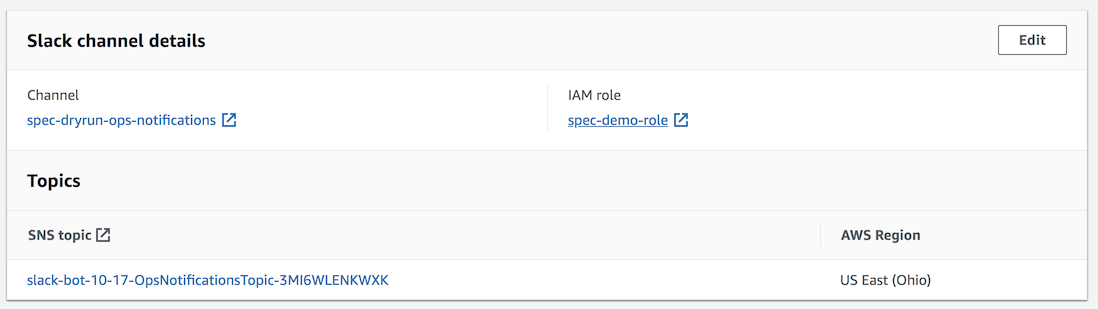 Slack channel details
Edit
Channel
IAM role
spec-dryrun-ops-notifications
spec-demo-role
Topics
SNS topic
AWS Region
slack-bot-10-17-OpsNotificationsTopic-3MI6WLENKWXK
US East (Ohio)